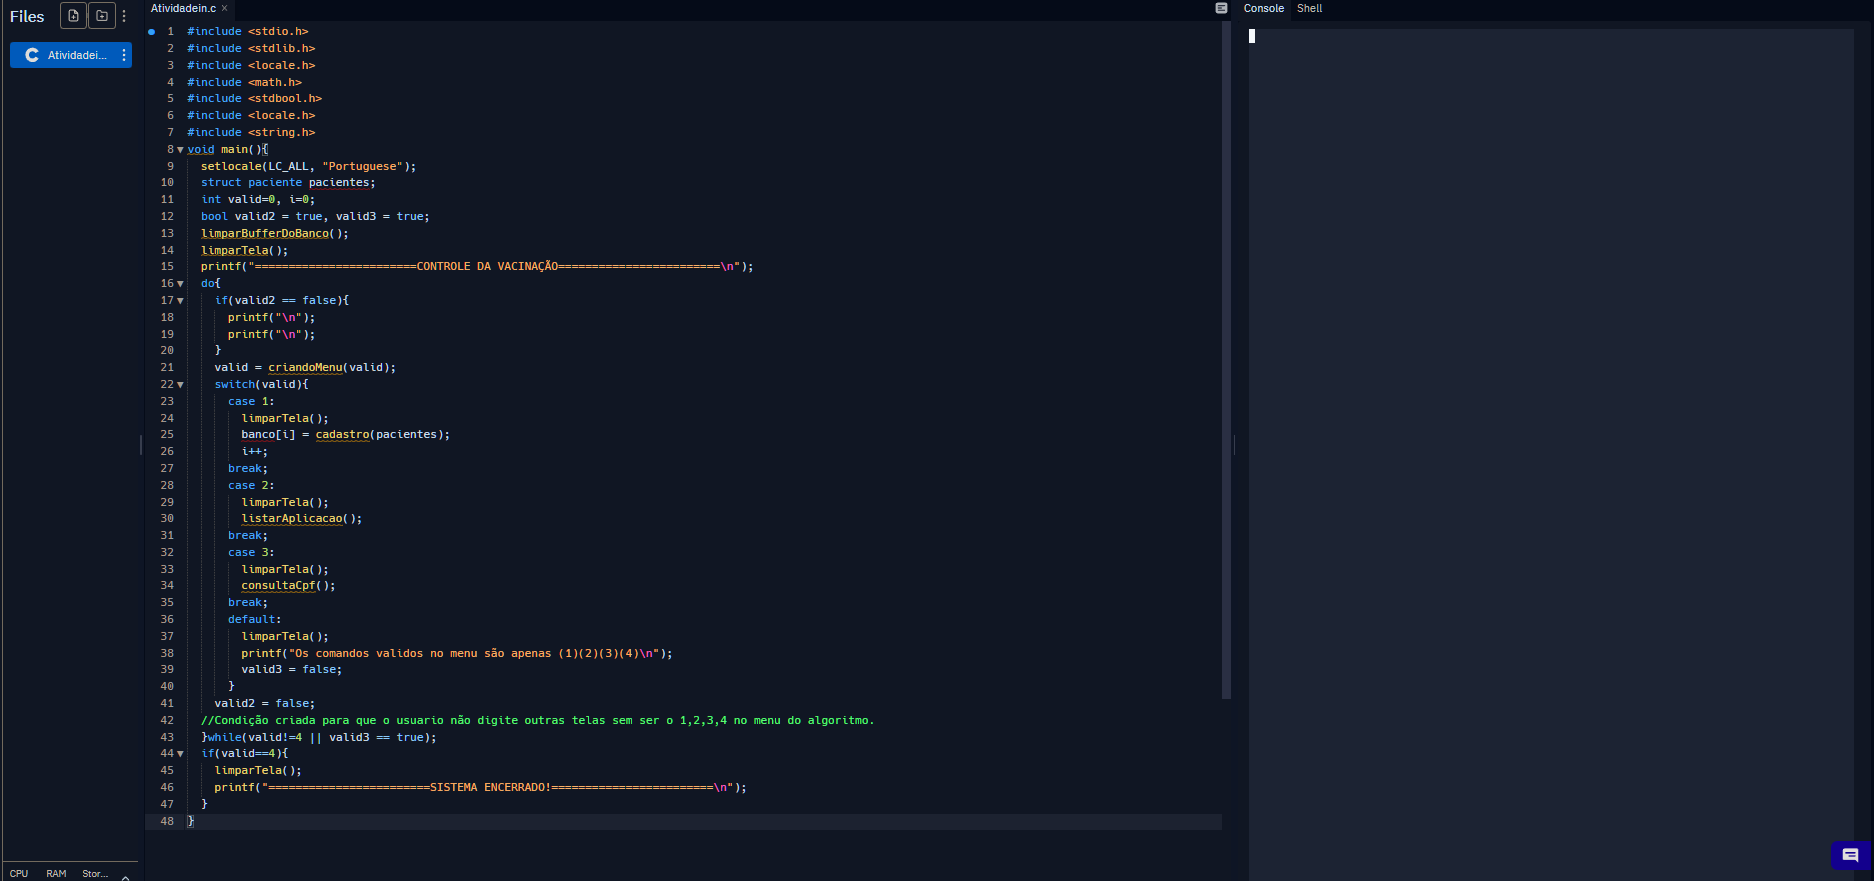 Files
Atividadei...
CPU RAM Stor...
Atividadein.c ×
1 #include <stdio.h>
2 #include <stdlib.h>
3 #include <locale.h>
4 #include <math.h>
5 #include <stdbool.h>
6 #include <locale.h>
7 #include <string.h>
8 void main(){
9 setlocale(LC_ALL, "Portuguese");
10 struct paciente pacientes;
11 int valid=0, i=0;
12 bool valid2 = true, valid3 = true;
13 limparBufferDoBanco();
14 limparTela();
15 printf("========================CONTROLE DA VACINAÇÃO========================\n");
16 do{
17 if(valid2 == false){
18 printf("\n");
19 printf("\n");
20 }
21 valid = criandoMenu(valid);
22 switch(valid){
23 case 1:
24 limparTela();
25 banco[i] = cadastro(pacientes);
26 i++;
27 break;
28 case 2:
29 limparTela();
30 listarAplicacao();
31 break;
32 case 3:
33 limparTela();
34 consultaCpf();
35 break;
36 default:
37 limparTela();
38 printf("Os comandos validos no menu são apenas (1)(2)(3)(4)\n");
39 valid3 = false;
40 }
41 valid2 = false;
42 //Condição criada para que o usuario não digite outras telas sem ser o 1,2,3,4 no menu do algoritmo.
43 }while(valid!=4 || valid3 == true);
44 if(valid==4){
45 limparTela();
46 printf("========================SISTEMA ENCERRADO!========================\n");
47 }
48 }
Console Shell